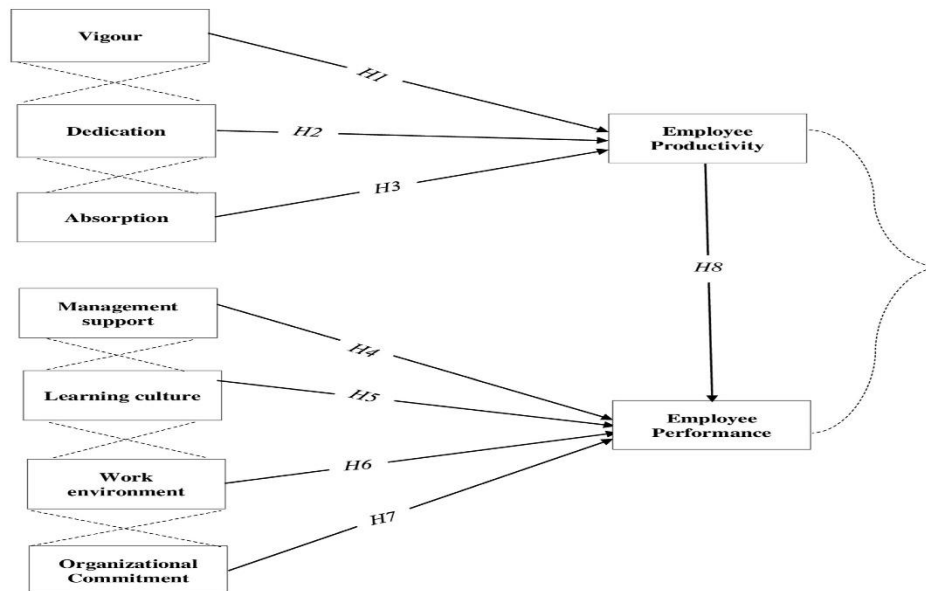 Vigour
H1
Dedication
H2
Employee
Productivity
H3
Absorption
H8
Management
support
H4
Learning culture
H5
Employee
Performance
H6
Work
environment
H7
Organizational
Commitment